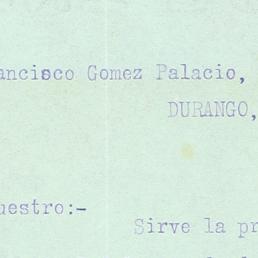 ancisco Gomez Palacio,
DURANGO,
uestro:-
Sirve la pr